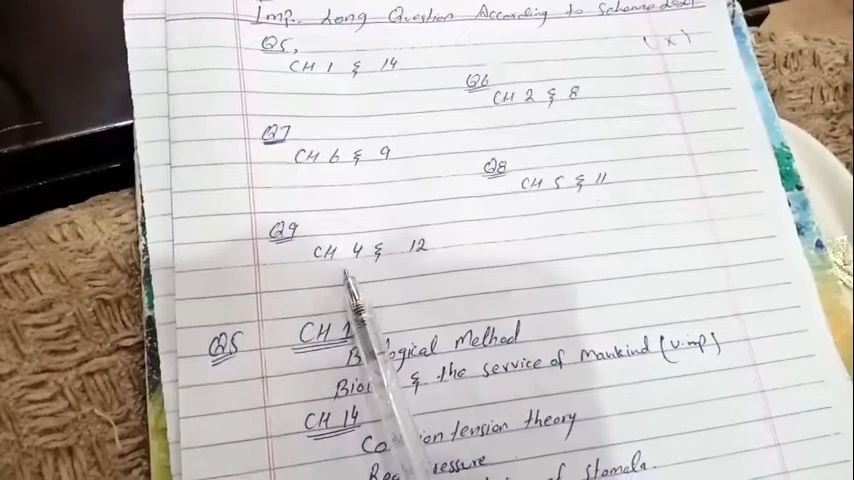 Imp. Long Question According to Scheme 2021
(x)
Q5,
CH 1 & 14
Q6
CH 2 & 8
Q7
CH 6 & 9
Q8
CH 5 & 11
Q9
CH 4 & 12
Q5 CH 1
Method
& the service of Mankind (v.imp)
CH 14
tension theory
of stomala.